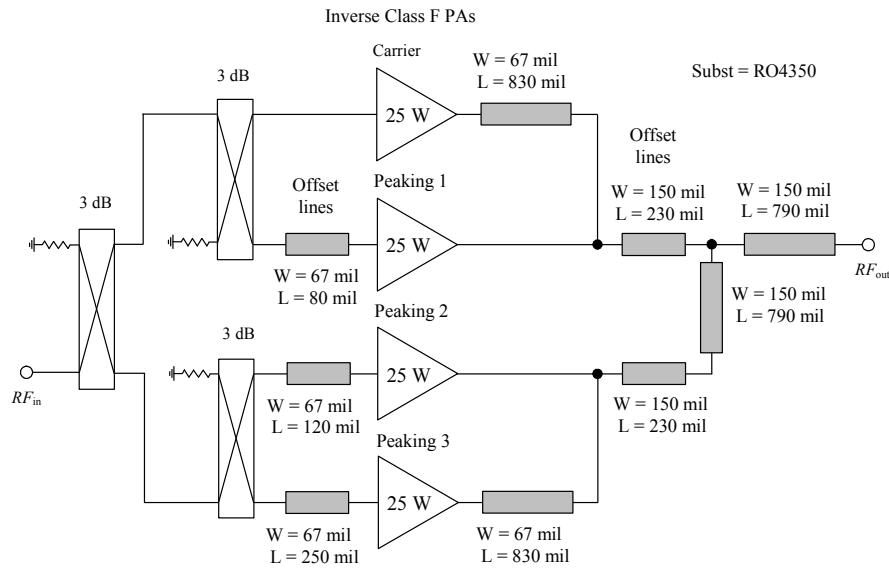 Inverse Class F PAs
Carrier
W = 67 mil
L = 830 mil
Subst = RO4350
3 dB
25 W
Offset
lines
Peaking 1
Offset
lines
W = 150 mil
L = 230 mil
W = 150 mil
L = 790 mil
3 dB
25 W
RFout
W = 67 mil
L = 80 mil
W = 150 mil
L = 790 mil
Peaking 2
3 dB
25 W
RFin
W = 67 mil
L = 120 mil
W = 150 mil
L = 230 mil
Peaking 3
25 W
W = 67 mil
L = 250 mil
W = 67 mil
L = 830 mil